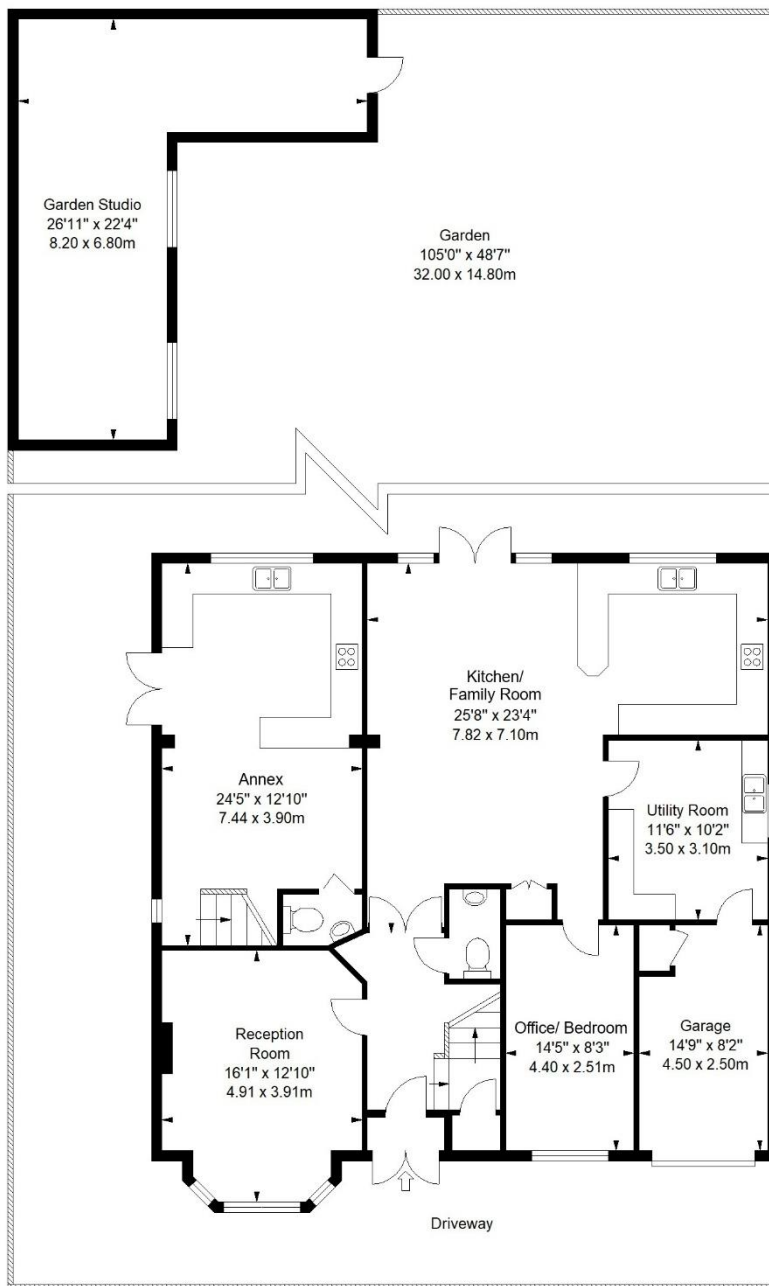 Garden Studio
26'11" x 22'4"
8.20 x 6.80m
Garden
105'0" x 48'7"
32.00 x 14.80m
Kitchen/
Family Room
25'8" x 23'4"
7.82 x 7.10m
Annex
24'5" x 12'10"
7.44 x 3.90m
Utility Room
11'6" x 10'2"
3.50 x 3.10m
Reception
Room
16'1" x 12'10"
4.91 x 3.91m
Office/ Bedroom
14'5" x 8'3"
4.40 x 2.51m
Garage
14'9" x 8'2"
4.50 x 2.50m
Driveway